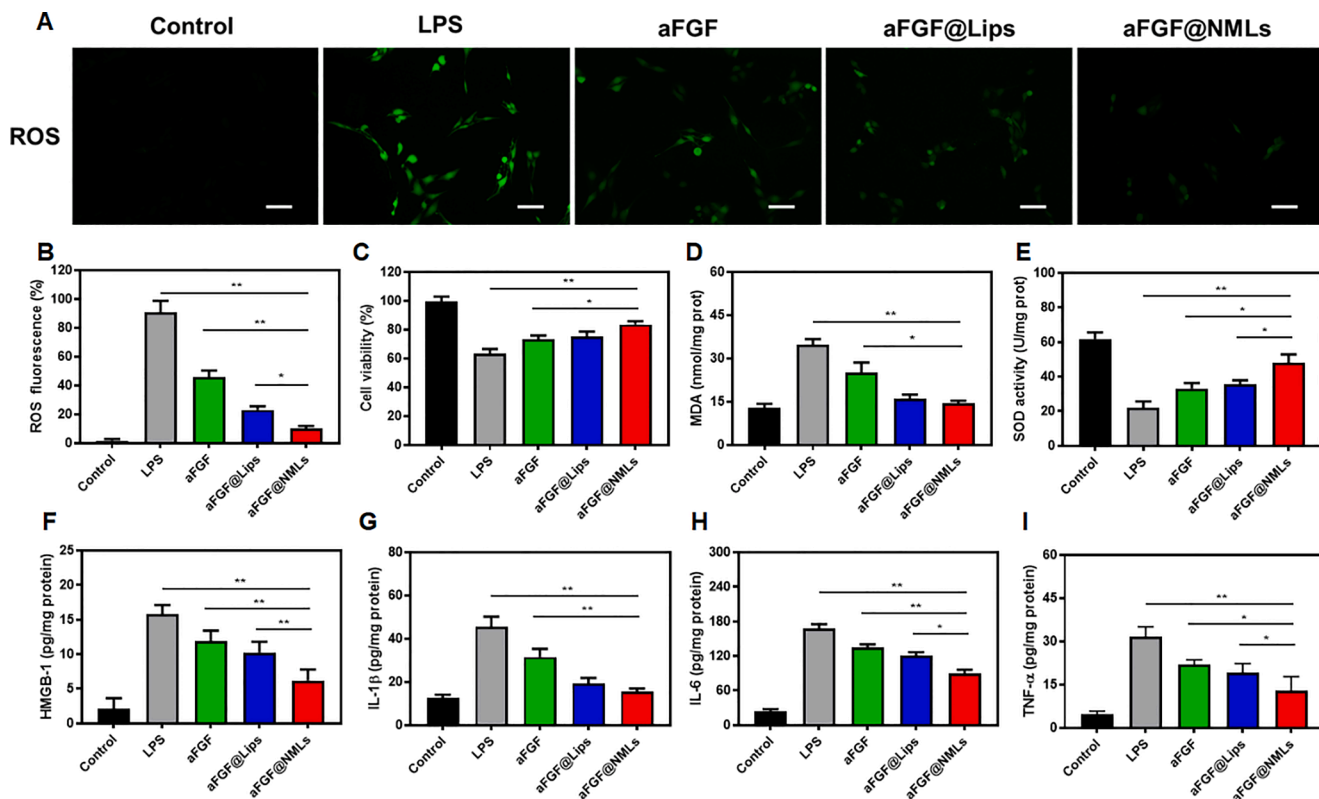 A
Control
LPS
aFGF
aFGF@Lips
aFGF@NMLs
ROS
B
ROS fluorescence (%)
120
100
80
60
40
20
0
**
**
*
Control
LPS
aFGF
aFGF@Lips
aFGF@NMLs
C
Cell viability (%)
120
100
80
60
40
20
0
**
*
Control
LPS
aFGF
aFGF@Lips
aFGF@NMLs
D
MDA (nmol/mg prot)
60
45
30
15
0
**
*
Control
LPS
aFGF
aFGF@Lips
aFGF@NMLs
E
SOD activity (U/mg prot)
100
80
60
40
20
0
**
*
*
Control
LPS
aFGF
aFGF@Lips
aFGF@NMLs
F
HMGB-1 (pg/mg protein)
25
20
15
10
5
0
**
**
**
Control
LPS
aFGF
aFGF@Lips
aFGF@NMLs
G
IL-1β (pg/mg protein)
80
60
40
20
0
**
**
Control
LPS
aFGF
aFGF@Lips
aFGF@NMLs
H
IL-6 (pg/mg protein)
300
240
180
120
60
0
**
**
*
Control
LPS
aFGF
aFGF@Lips
aFGF@NMLs
I
TNF-α (pg/mg protein)
60
45
30
15
0
**
*
*
Control
LPS
aFGF
aFGF@Lips
aFGF@NMLs